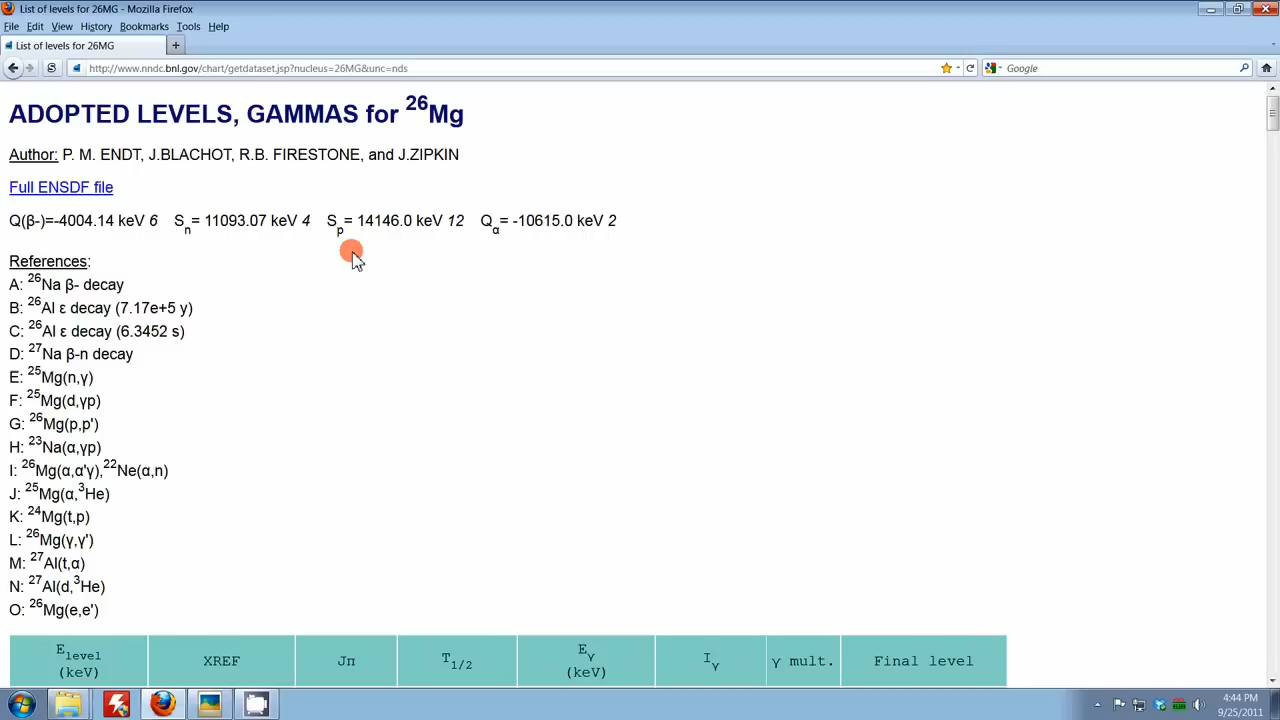 List of levels for 26MG - Mozilla Firefox
File Edit View History Bookmarks Tools Help
List of levels for 26MG
http://www.nndc.bnl.gov/chart/getdataset.jsp?nucleus=26MG&unc=nds
Google
ADOPTED LEVELS, GAMMAS for ²⁶Mg
Author: P. M. ENDT, J.BLACHOT, R.B. FIRESTONE, and J.ZIPKIN
Full ENSDF file
Q(β-)=-4004.14 keV 6 Sₙ= 11093.07 keV 4 Sₚ= 14146.0 keV 12 Qα= -10615.0 keV 2
References:
A: ²⁶Na β- decay
B: ²⁶Al ε decay (7.17e+5 y)
C: ²⁶Al ε decay (6.3452 s)
D: ²⁷Na β-n decay
E: ²⁵Mg(n,γ)
F: ²⁵Mg(d,γp)
G: ²⁶Mg(p,p')
H: ²³Na(α,γp)
I: ²⁶Mg(α,α'γ),²²Ne(α,n)
J: ²⁵Mg(α,³He)
K: ²⁴Mg(t,p)
L: ²⁶Mg(γ,γ')
M: ²⁷Al(t,α)
N: ²⁷Al(d,³He)
O: ²⁶Mg(e,e')
Elevel (keV) XREF Jπ T1/2 Eγ (keV) Iγ γ mult. Final level
4:44 PM
9/25/2011